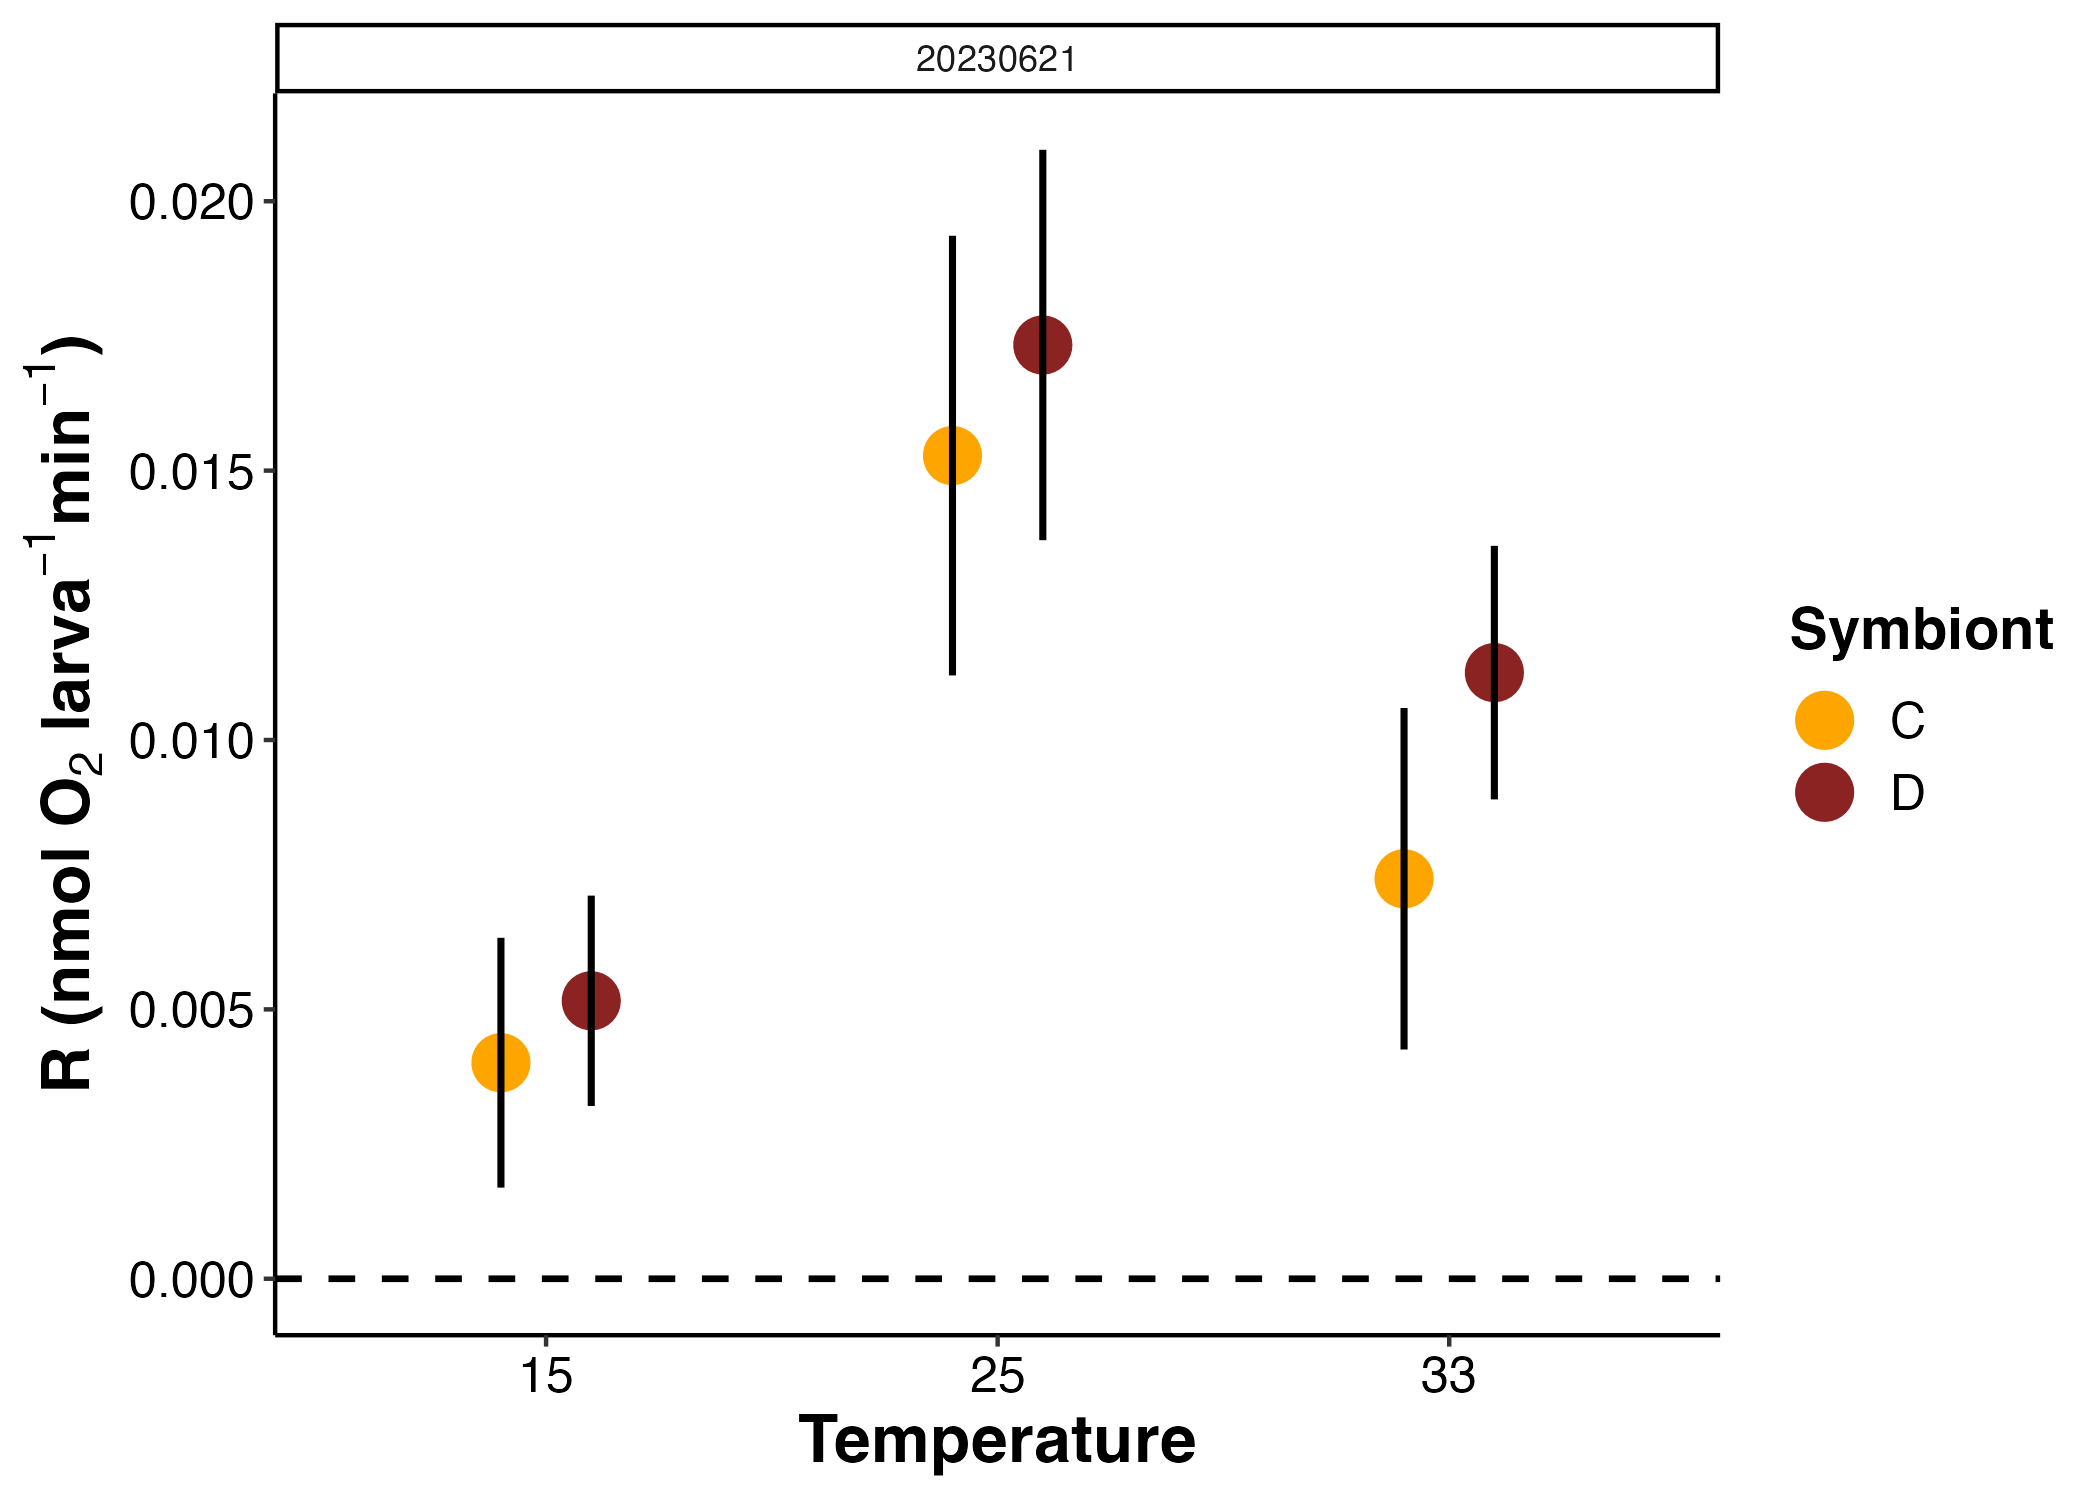 20230621
R (nmol O₂ larva⁻¹min⁻¹)
0.020
0.015
0.010
0.005
0.000
15 25 33
Temperature
Symbiont
C
D